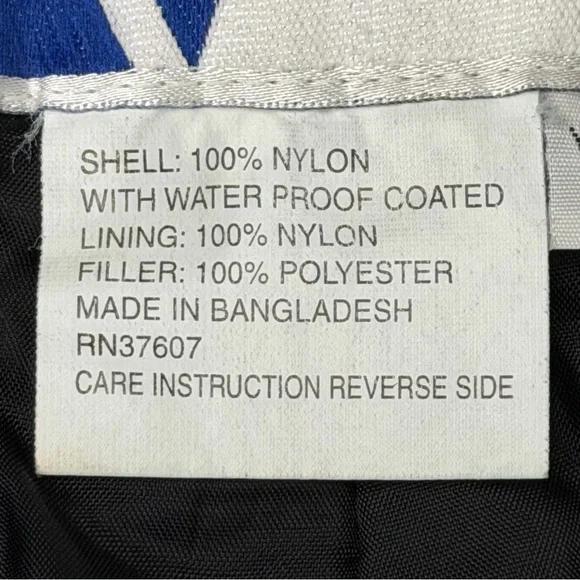 SHELL: 100% NYLON
WITH WATER PROOF COATED
LINING: 100% NYLON
FILLER: 100% POLYESTER
MADE IN BANGLADESH
RN37607
CARE INSTRUCTION REVERSE SIDE